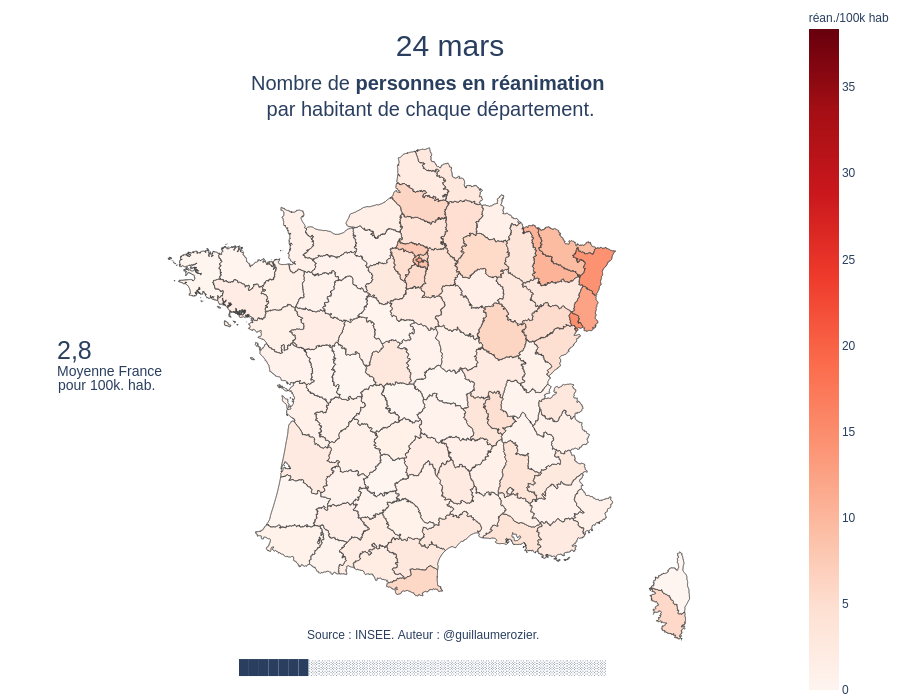 réan./100k hab
24 mars
Nombre de personnes en réanimation
par habitant de chaque département.
35
30
25
20
15
10
5
0
2,8
Moyenne France
pour 100k. hab.
Source : INSEE. Auteur : @guillaumerozier.